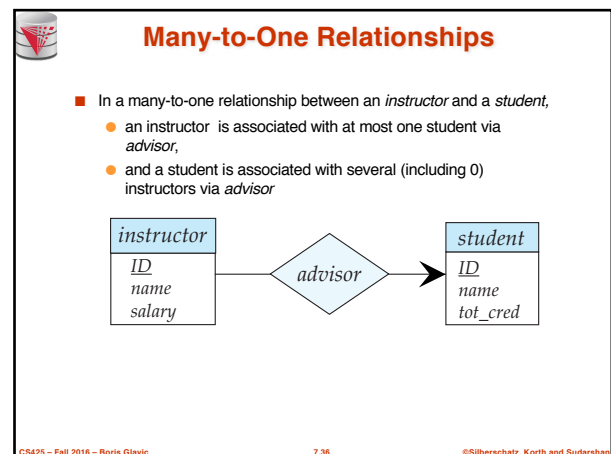 Many-to-One Relationships
In a many-to-one relationship between an instructor and a student,
an instructor is associated with at most one student via
advisor,
and a student is associated with several (including 0)
instructors via advisor
instructor
ID
name
salary
advisor
student
ID
name
tot_cred
CS425 – Fall 2016 – Boris Glavic
7.36
©Silberschatz, Korth and Sudarshan